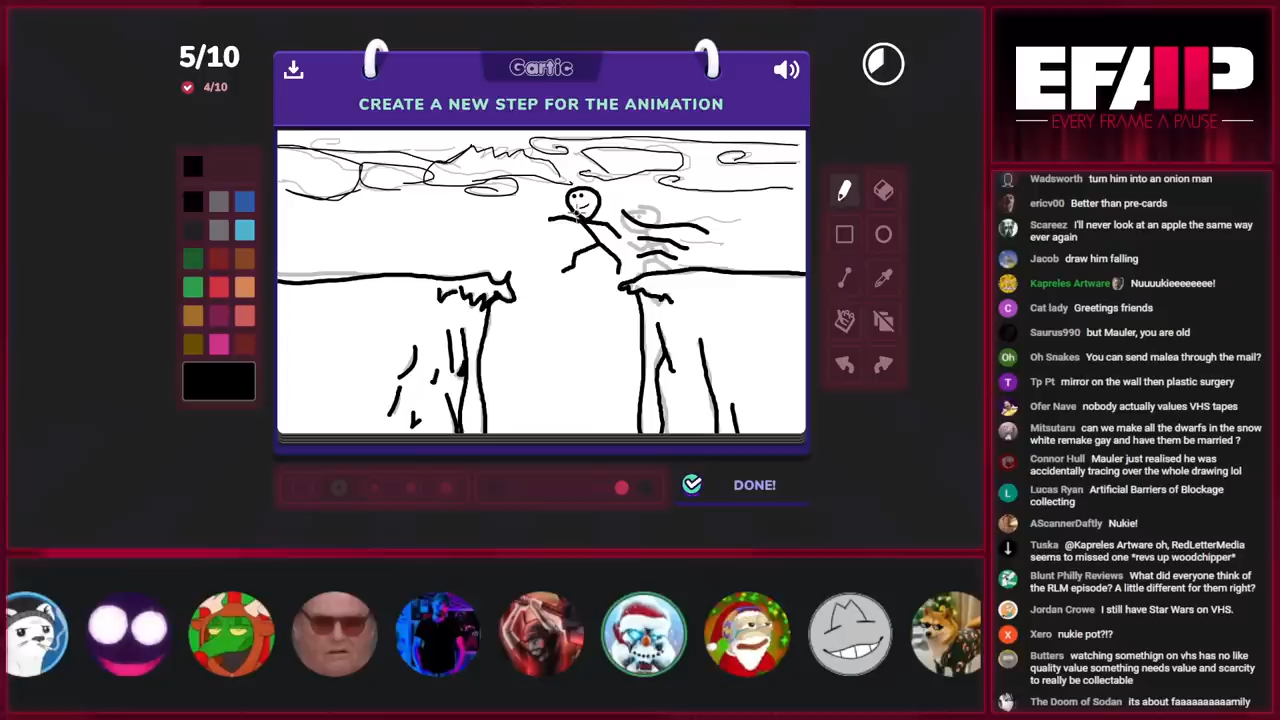 5/10
4/10
Gartic
CREATE A NEW STEP FOR THE ANIMATION
DONE!
EFAP
EVERY FRAME A PAUSE
Wadsworth turn him into an onion man
ericv00 Better than pre-cards
Scareez I'll never look at an apple the same way
ever again
Jacob draw him falling
Kapreles Artware Nuuuukieeeeeee!
Cat lady Greetings friends
Saurus990 but Mauler, you are old
Oh Snakes You can send malea through the mail?
Tp Pt mirror on the wall then plastic surgery
Ofer Nave nobody actually values VHS tapes
Mitsutaru can we make all the dwarfs in the snow
white remake gay and have them be married ?
Connor Hull Mauler just realised he was
accidentally tracing over the whole drawing lol
Lucas Ryan Artificial Barriers of Blockage
collecting
AScannerDaftly Nukie!
Tuska @Kapreles Artware oh, RedLetterMedia
seems to missed one *revs up woodchipper*
Blunt Philly Reviews What did everyone think of
the RLM episode? A little different for them right?
Jordan Crowe I still have Star Wars on VHS.
Xero nukie pot?!?
Butters watching somethign on vhs has no like
quality value something needs value and scarcity
to really be collectable
The Doom of Sodan its about faaaaaaaaamily